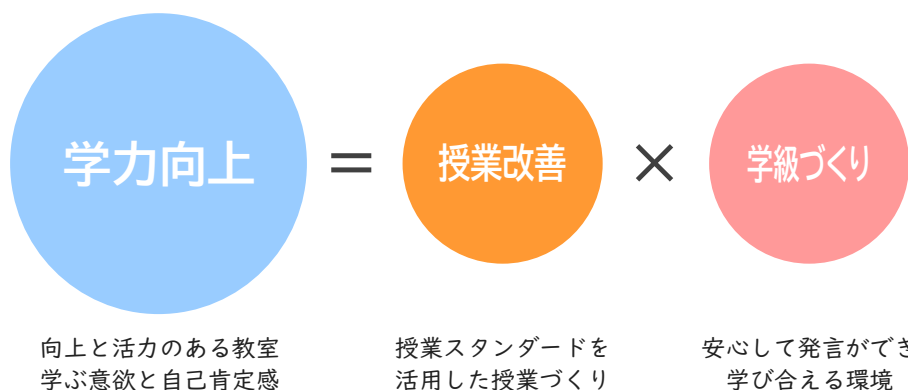 学力向上 = 授業改善 × 学級づくり
向上と活力のある教室
学ぶ意欲と自己肯定感
授業スタンダードを
活用した授業づくり
安心して発言ができ
学び合える環境